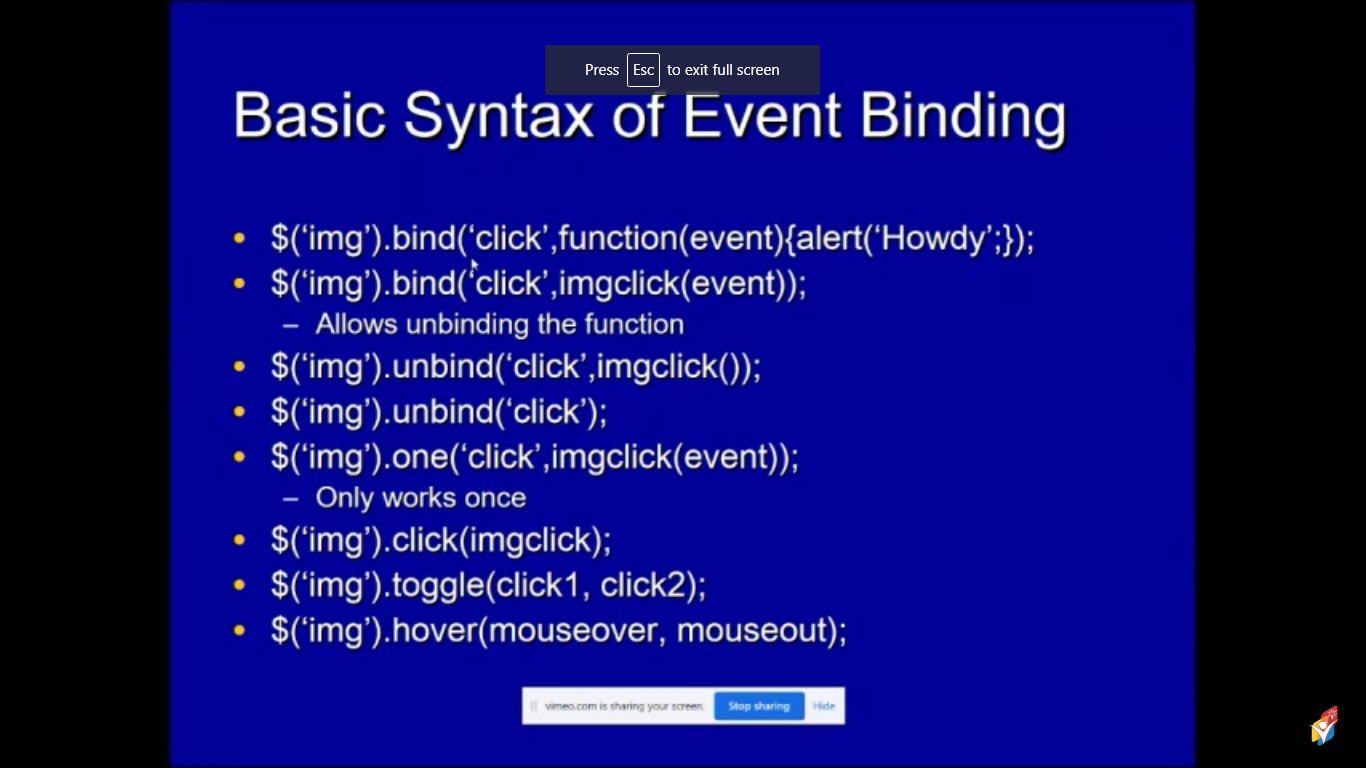 Press Esc to exit full screen
Basic Syntax of Event Binding
• $(‘img’).bind(‘click’,function(event){alert(‘Howdy’;});
• $(‘img’).bind(‘click’,imgclick(event));
– Allows unbinding the function
• $(‘img’).unbind(‘click’,imgclick());
• $(‘img’).unbind(‘click’);
• $(‘img’).one(‘click’,imgclick(event));
– Only works once
• $(‘img’).click(imgclick);
• $(‘img’).toggle(click1, click2);
• $(‘img’).hover(mouseover, mouseout);
vimeo.com is sharing your screen. Stop sharing Hide